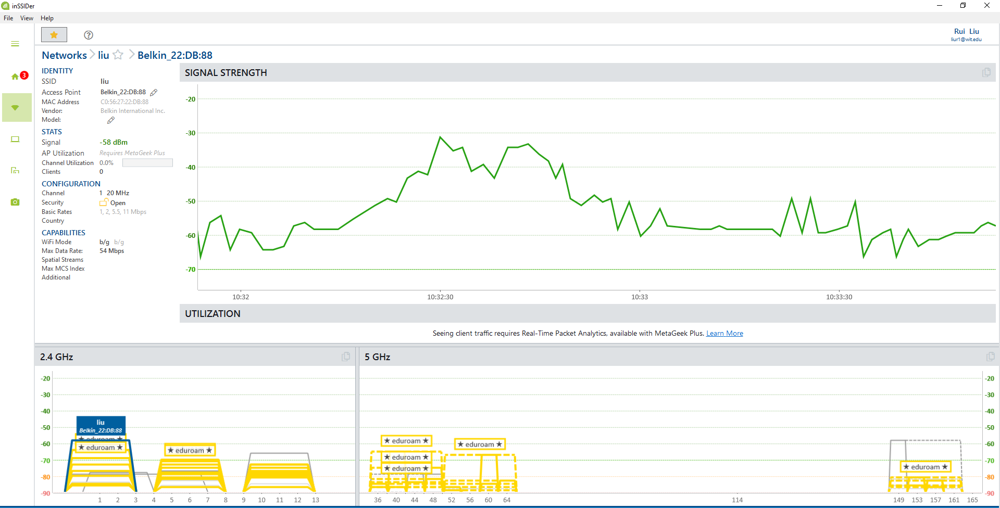 inSSIDer
File View Help
Rui Liu
liur1@wit.edu
Networks liu Belkin_22:DB:88
3
IDENTITY
SSID liu
Access Point Belkin_22:DB:88
MAC Address C0:56:27:22:DB:88
Vendor: Belkin International Inc.
Model:
STATS
Signal -58 dBm
AP Utilization Requires MetaGeek Plus
Channel Utilization 0.0%
Clients 0
CONFIGURATION
Channel 1 20 MHz
Security Open
Basic Rates 1, 2, 5.5, 11 Mbps
Country
CAPABILITIES
WiFi Mode b/g b/g
Max Data Rate: 54 Mbps
Spatial Streams
Max MCS Index
Additional
SIGNAL STRENGTH
-20
-30
-40
-50
-60
-70
10:32 10:32:30 10:33 10:33:30
UTILIZATION
Seeing client traffic requires Real-Time Packet Analytics, available with MetaGeek Plus. Learn More
2.4 GHz
-20
-30
-40
-50
-60
-70
-80
-90
liu
Belkin_22:DB:88
★ eduroam ★
★ eduroam ★
★ eduroam ★
1 2 3 4 5 6 7 8 9 10 11 12 13
5 GHz
★ eduroam ★
★ eduroam ★
★ eduroam ★
★ eduroam ★
★ eduroam ★
-20
-30
-40
-50
-60
-70
-80
-90
36 40 44 48 52 56 60 64 114 149 153 157 161 165